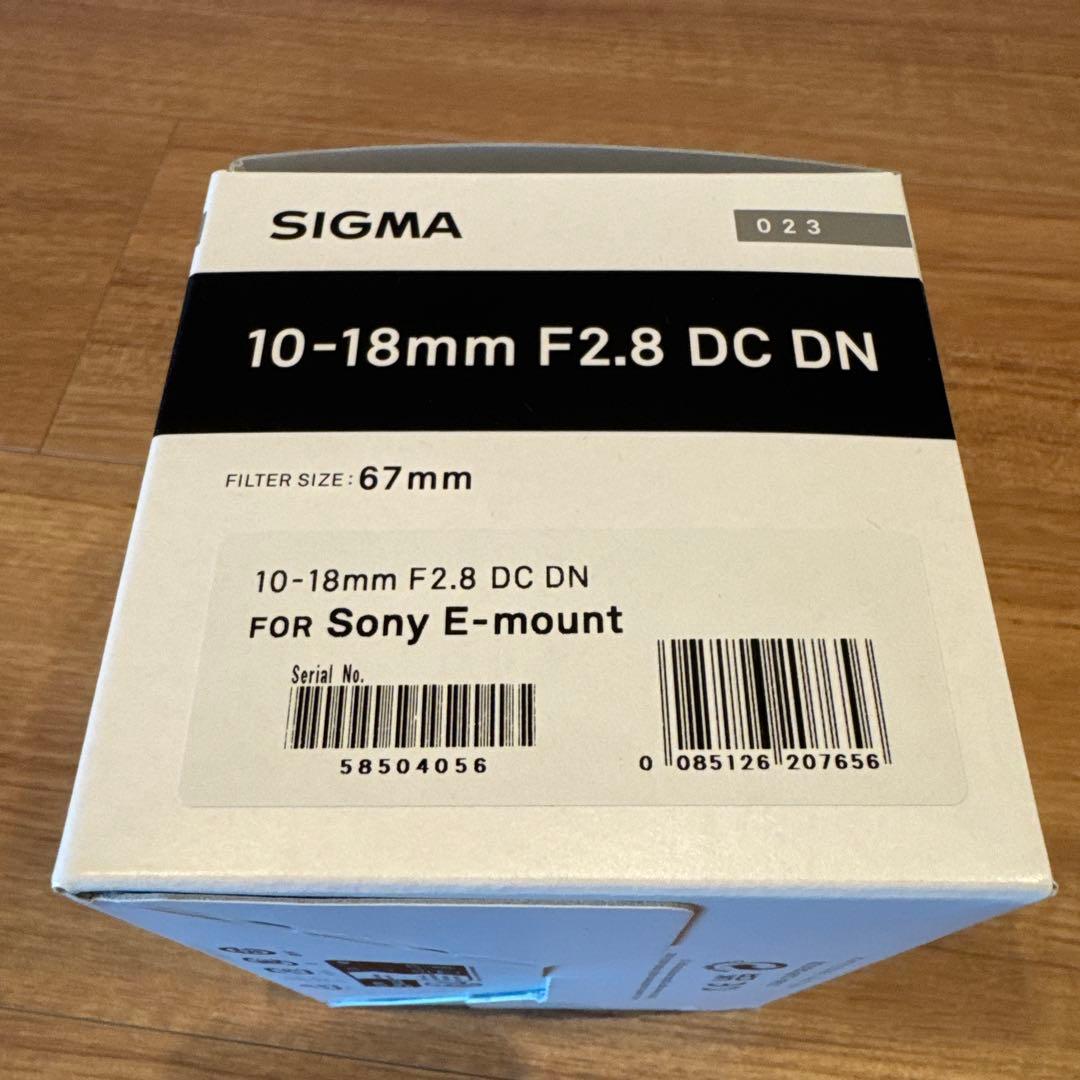 SIGMA
023
10-18mm F2.8 DC DN
FILTER SIZE: 67mm
10-18mm F2.8 DC DN
FOR Sony E-mount
Serial No.
58504056
0 085126 207656